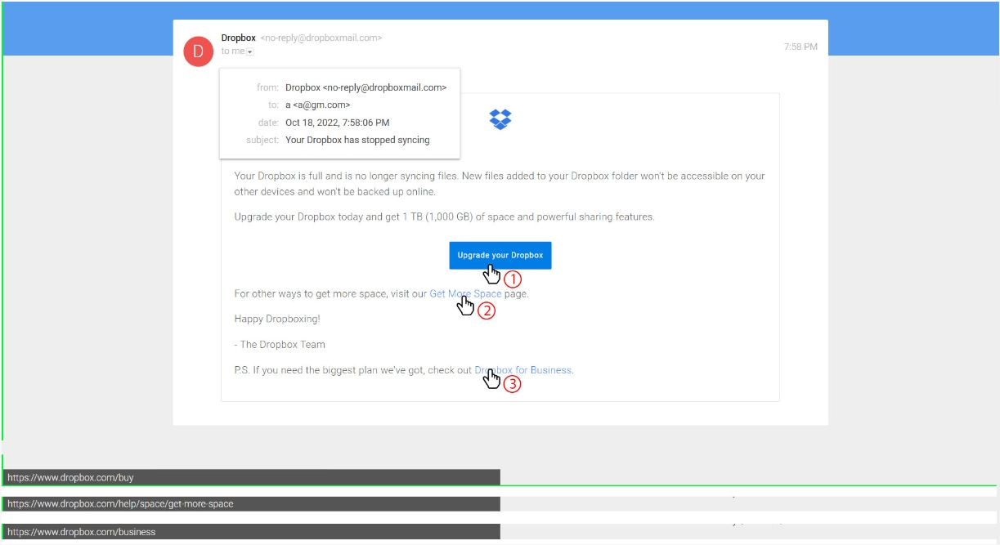 Dropbox <no-reply@dropboxmail.com>
7:58 PM
D
to me
from: Dropbox <no-reply@dropboxmail.com>
to: a <a@gm.com>
date: Oct 18, 2022, 7:58:06 PM
subject: Your Dropbox has stopped syncing
Your Dropbox is full and is no longer syncing files. New files added to your Dropbox folder won't be accessible on your
other devices and won't be backed up online.
Upgrade your Dropbox today and get 1 TB (1,000 GB) of space and powerful sharing features.
Upgrade your Dropbox
1
For other ways to get more space, visit our Get More Space page.
2
Happy Dropboxing!
- The Dropbox Team
P.S. If you need the biggest plan we've got, check out Dropbox for Business.
3
https://www.dropbox.com/buy
https://www.dropbox.com/help/space/get-more-space
https://www.dropbox.com/business